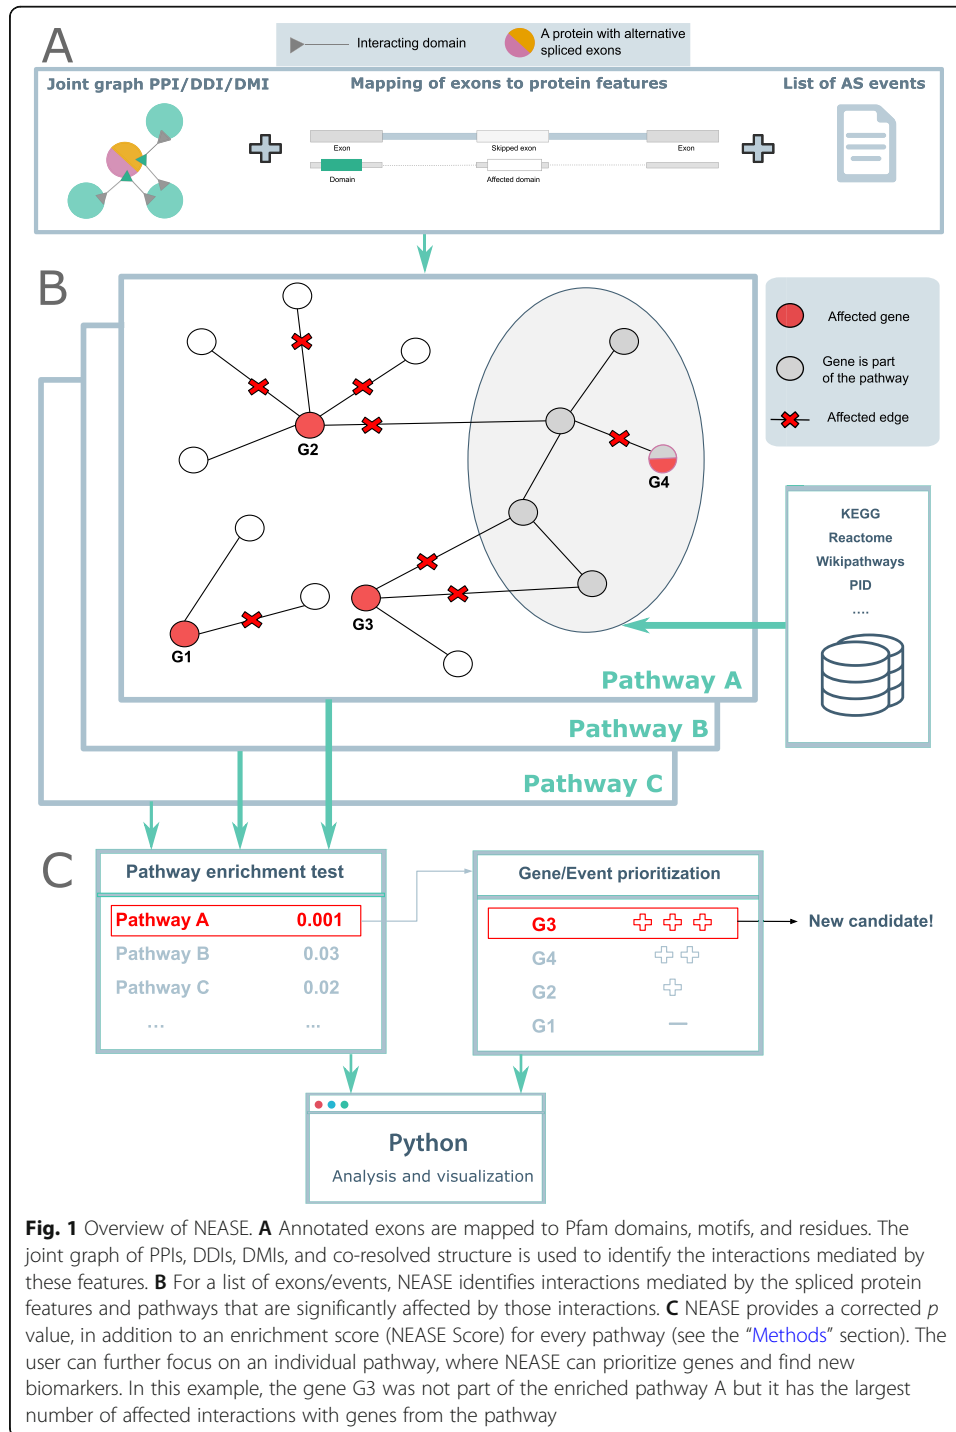 A
Interacting domain
A protein with alternative
spliced exons
Joint graph PPI/DDI/DMI
Mapping of exons to protein features
List of AS events
Exon
Skipped exon
Exon
Domain
Affected domain
B
Affected gene
Gene is part
of the pathway
Affected edge
G2
G4
G3
G1
KEGG
Reactome
Wikipathways
PID
....
Pathway A
Pathway B
Pathway C
C
Pathway enrichment test
Pathway A 0.001
Pathway B 0.03
Pathway C 0.02
... ...
Gene/Event prioritization
G3
G4
G2
G1
New candidate!
Python
Analysis and visualization
Fig. 1 Overview of NEASE. A Annotated exons are mapped to Pfam domains, motifs, and residues. The
joint graph of PPIs, DDIs, DMIs, and co-resolved structure is used to identify the interactions mediated by
these features. B For a list of exons/events, NEASE identifies interactions mediated by the spliced protein
features and pathways that are significantly affected by those interactions. C NEASE provides a corrected p
value, in addition to an enrichment score (NEASE Score) for every pathway (see the “Methods” section). The
user can further focus on an individual pathway, where NEASE can prioritize genes and find new
biomarkers. In this example, the gene G3 was not part of the enriched pathway A but it has the largest
number of affected interactions with genes from the pathway